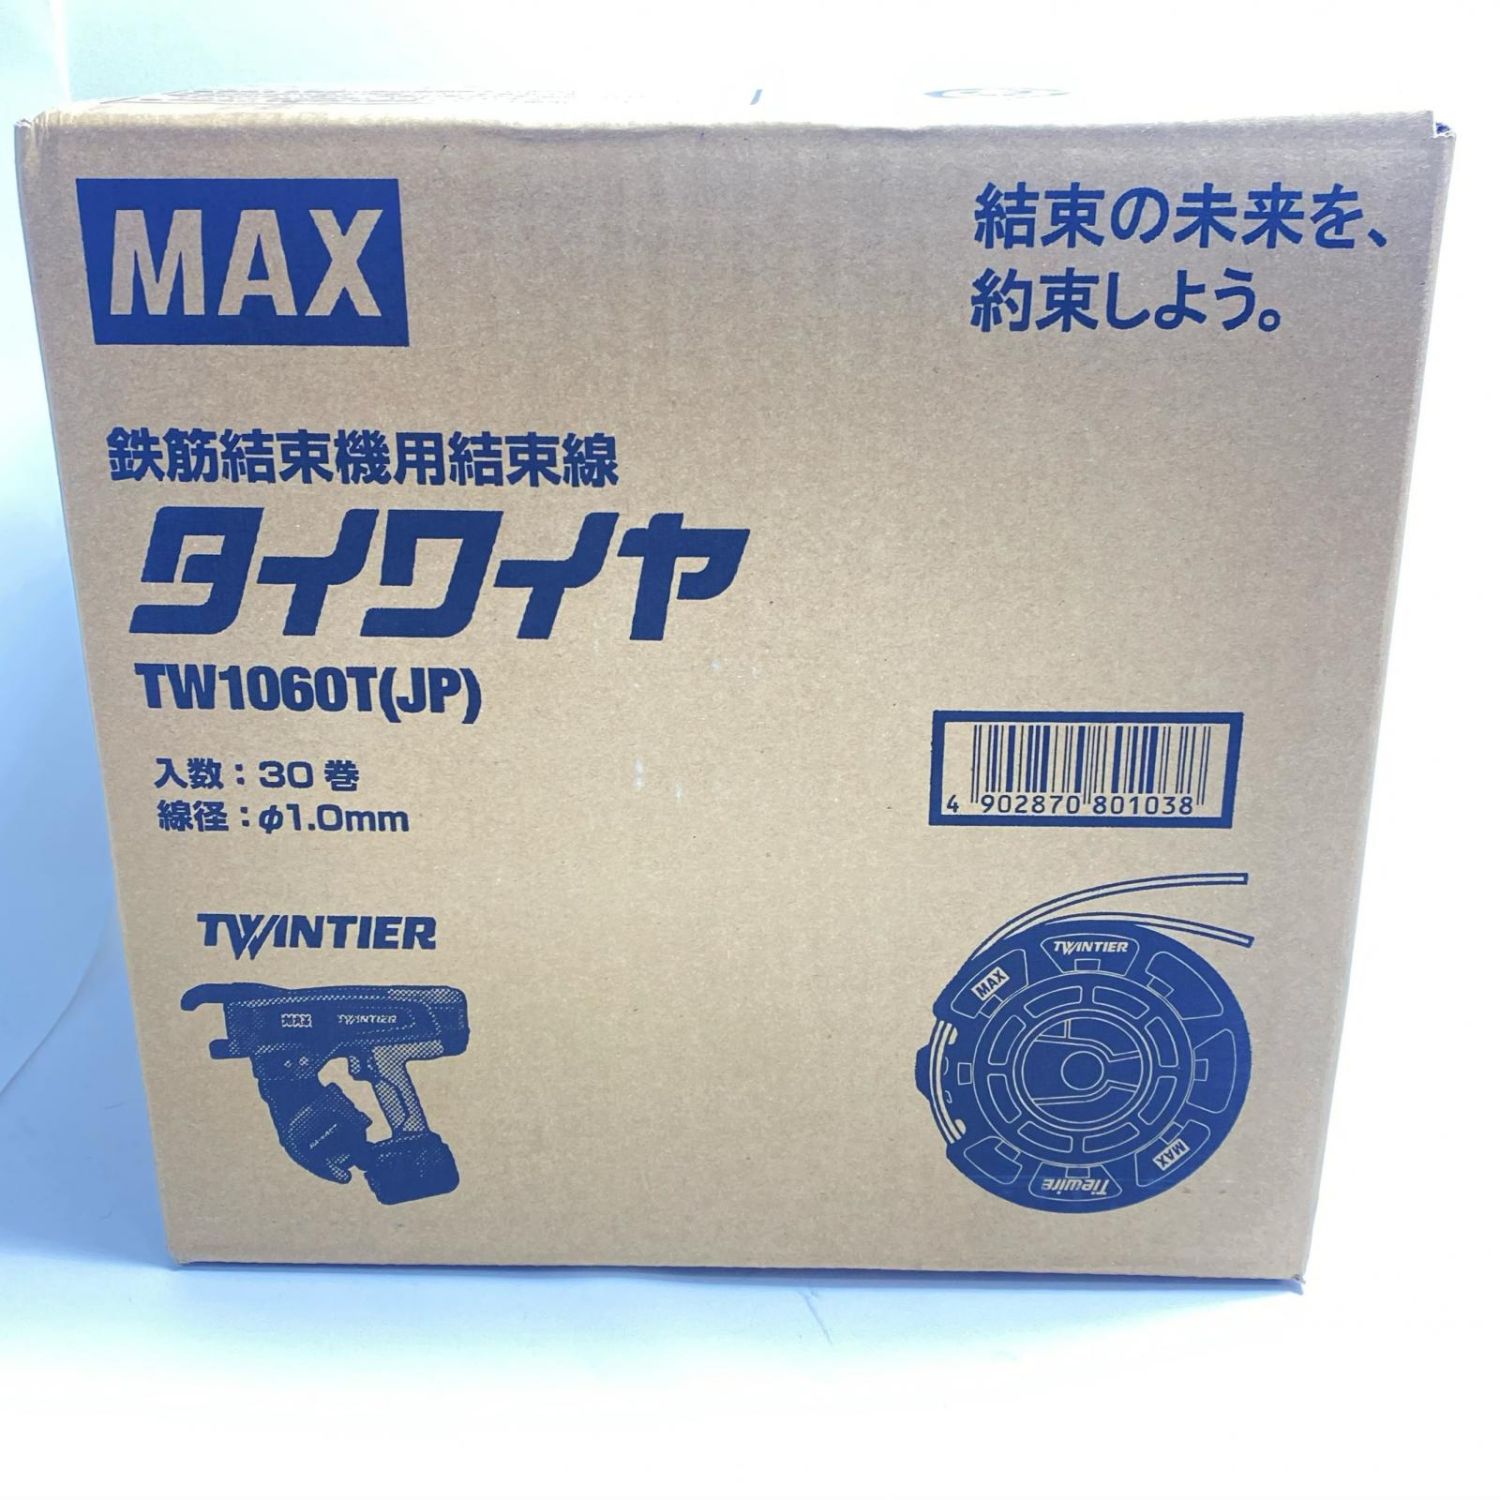 MAX
結束の未来を、
約束しよう。
鉄筋結束機用結束線
タイワイヤ
TW1060T(JP)
入数：30 巻
線径：φ1.0mm
4 902870 801038
TWINTIER
MAX TWINTIER
TWINTIER
MAX
MAX
Tiewire